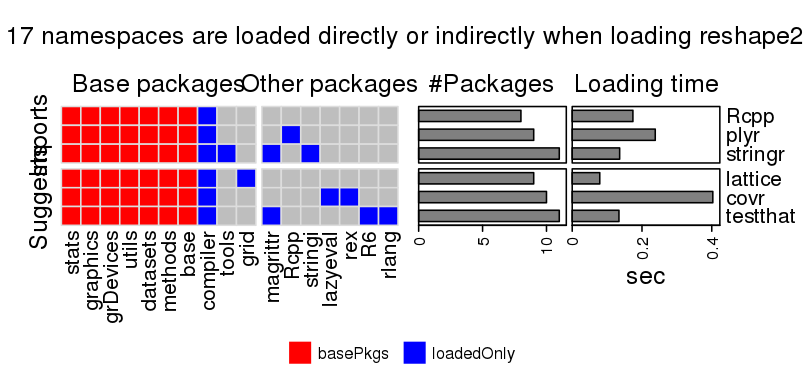 17 namespaces are loaded directly or indirectly when loading reshape2
Base packages
Other packages
#Packages
Loading time
Imports
Suggests
Rcpp
plyr
stringr
lattice
covr
testthat
stats
graphics
grDevices
utils
datasets
methods
base
compiler
tools
grid
magrittr
Rcpp
stringi
lazyeval
rex
R6
rlang
0
5
10
0
0.2
0.4
sec
basePkgs
loadedOnly